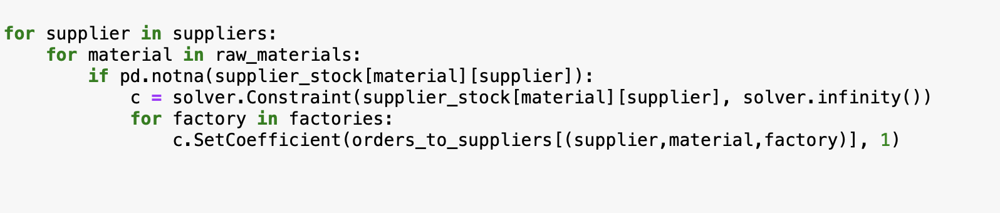 for supplier in suppliers:
    for material in raw_materials:
        if pd.notna(supplier_stock[material][supplier]):
            c = solver.Constraint(supplier_stock[material][supplier], solver.infinity())
            for factory in factories:
                c.SetCoefficient(orders_to_suppliers[(supplier,material,factory)], 1)